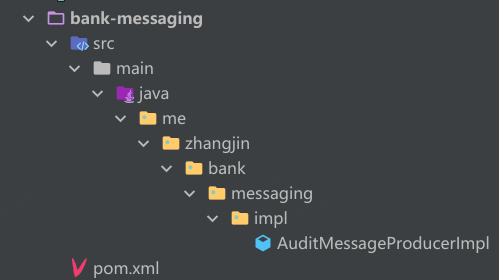 bank-messaging
src
main
java
me
zhangjin
bank
messaging
impl
AuditMessageProducerImpl
pom.xml